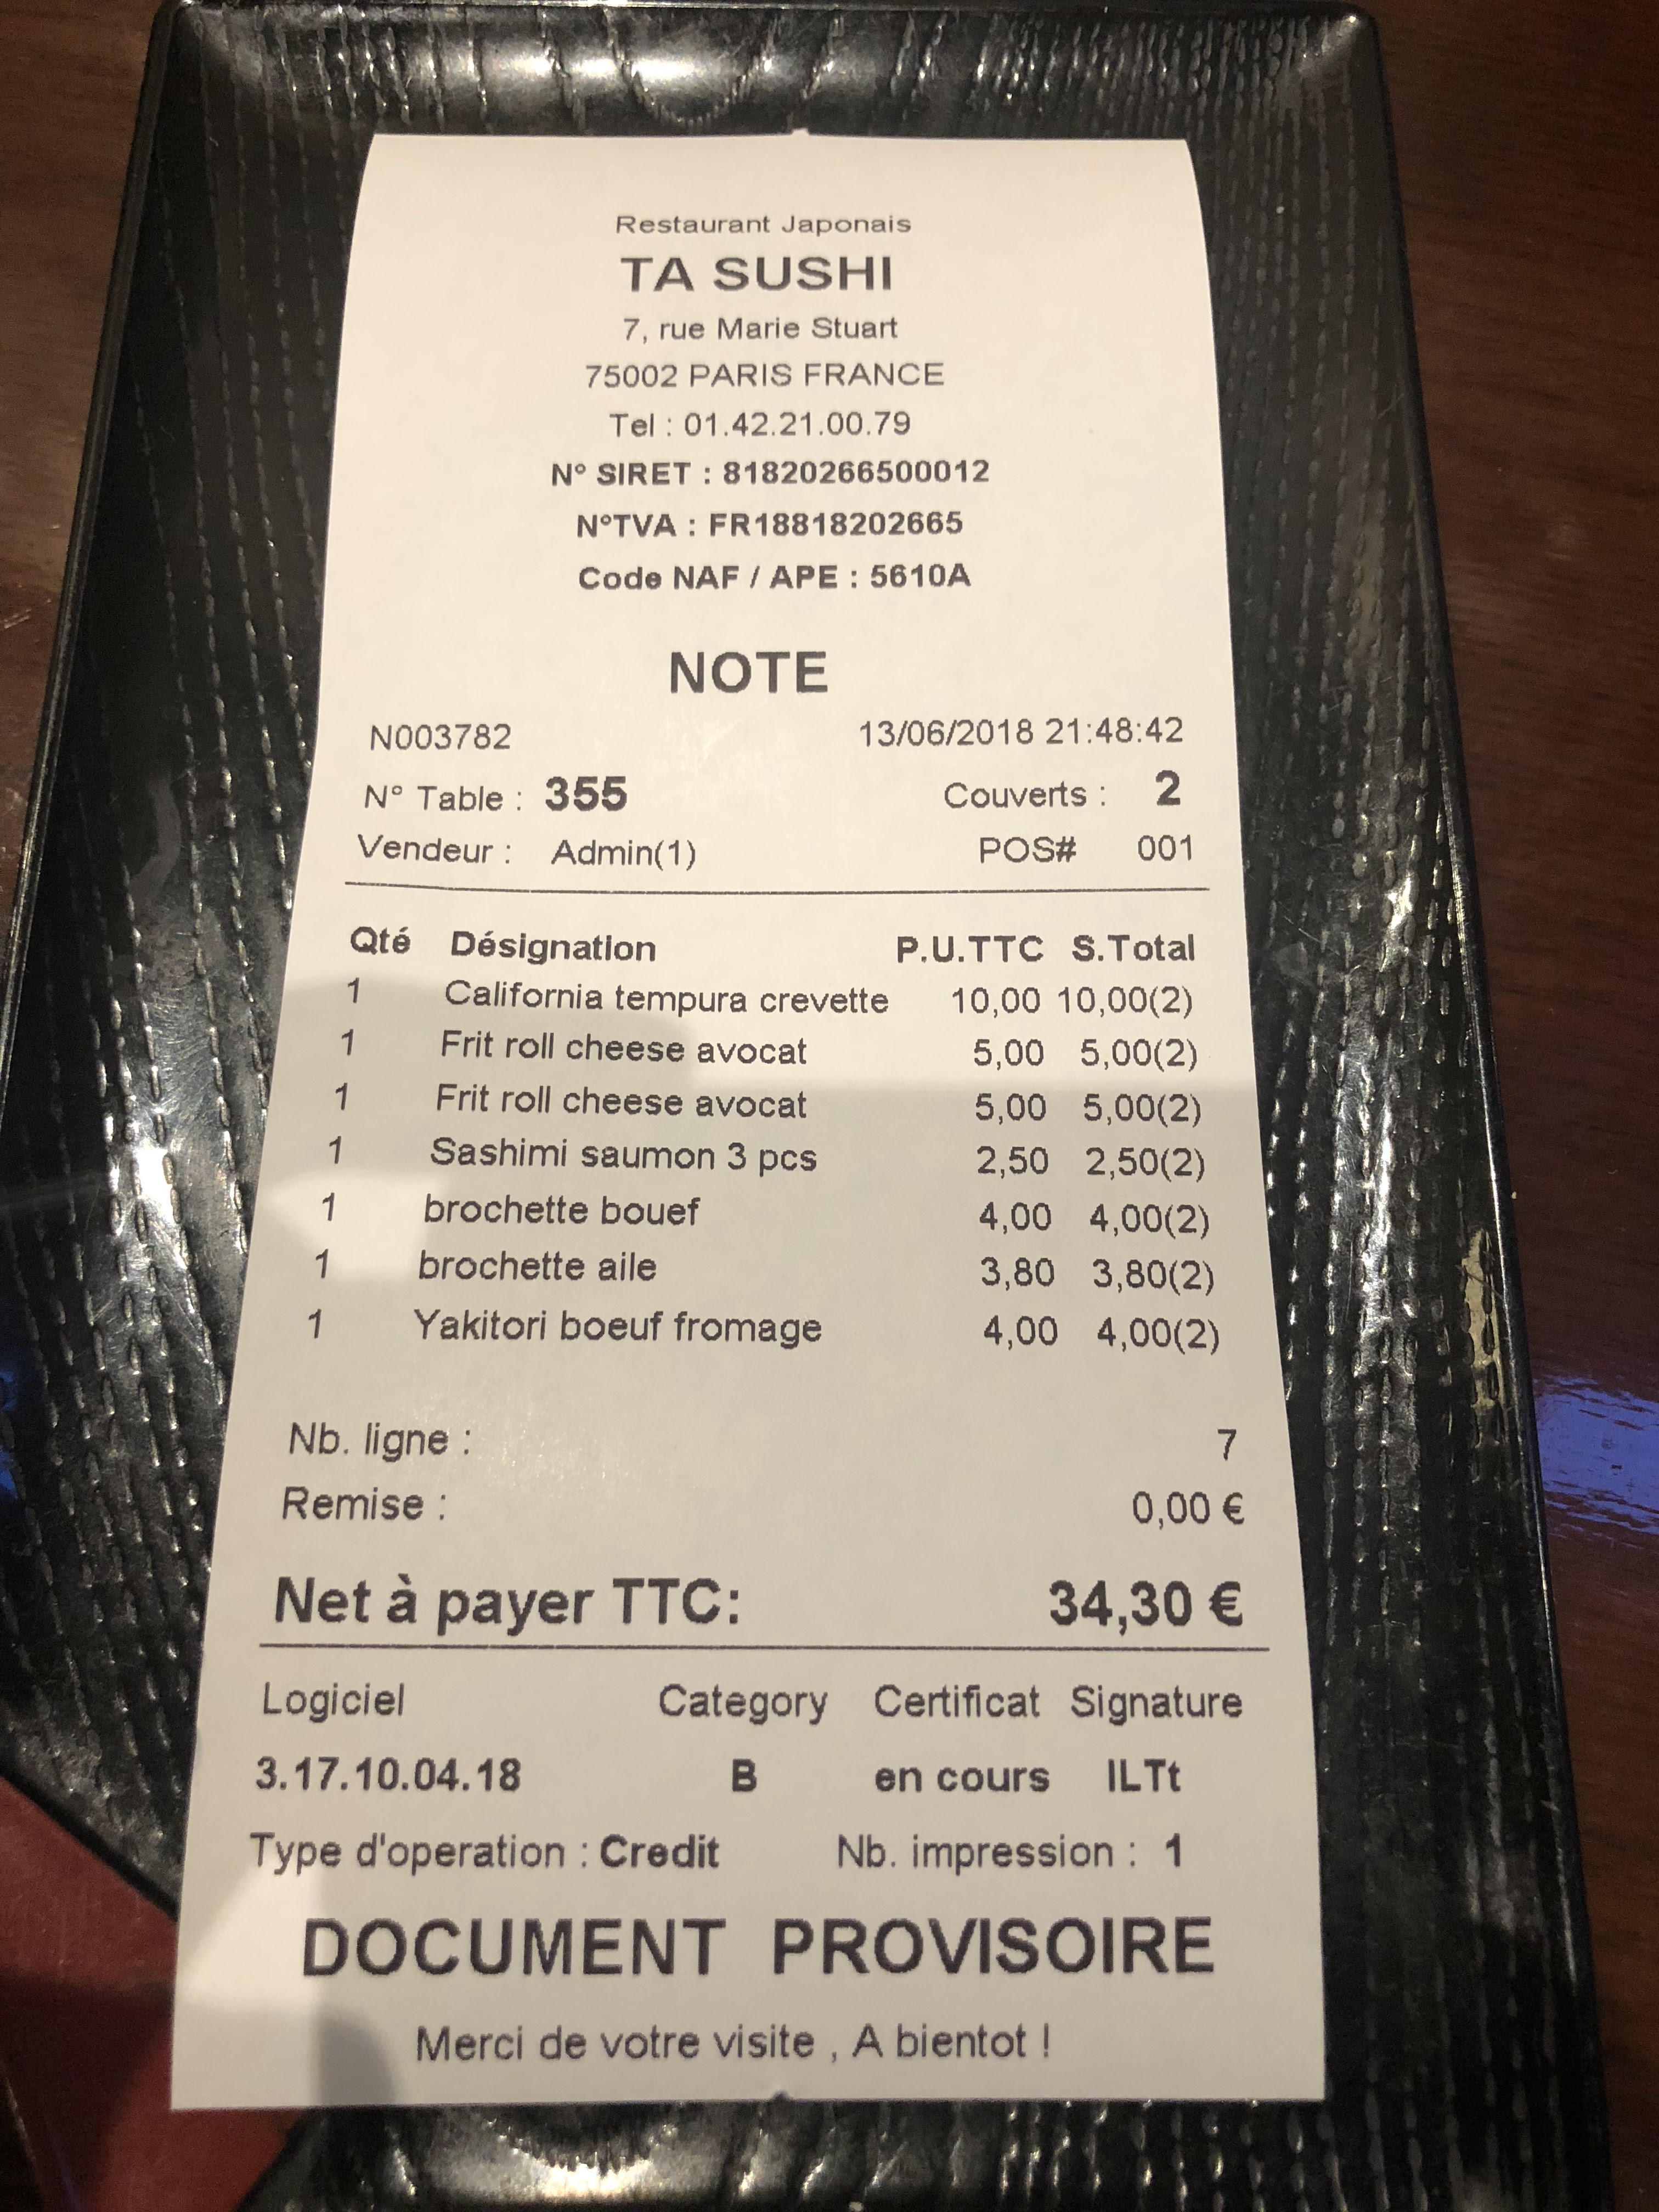 Restaurant Japonais
TA SUSHI
7, rue Marie Stuart
75002 PARIS FRANCE
Tel : 01.42.21.00.79
N° SIRET : 81820266500012
N°TVA : FR18818202665
Code NAF / APE : 5610A
NOTE
N003782 13/06/2018 21:48:42
N° Table : 355 Couverts : 2
Vendeur : Admin(1) POS# 001
Qté Désignation P.U.TTC S.Total
1 California tempura crevette 10,00 10,00(2)
1 Frit roll cheese avocat 5,00 5,00(2)
1 Frit roll cheese avocat 5,00 5,00(2)
1 Sashimi saumon 3 pcs 2,50 2,50(2)
1 brochette bouef 4,00 4,00(2)
1 brochette aile 3,80 3,80(2)
1 Yakitori boeuf fromage 4,00 4,00(2)
Nb. ligne : 7
Remise : 0,00 €
Net à payer TTC: 34,30 €
Logiciel Category Certificat Signature
3.17.10.04.18 B en cours ILTt
Type d'operation : Credit Nb. impression : 1
DOCUMENT PROVISOIRE
Merci de votre visite , A bientot !